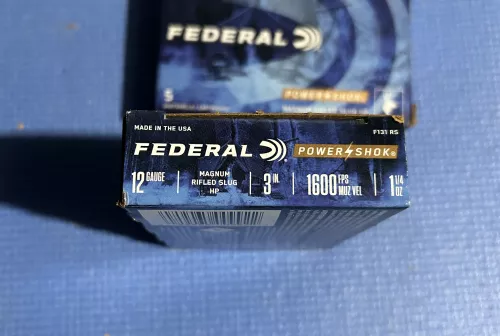 FEDERAL
5
POWER SHOK
MADE IN THE USA
F131 RS
FEDERAL
POWER SHOK
12 GAUGE
MAGNUM
RIFLED SLUG
HP
3 IN.
1600 FPS
MUZ VEL
1 1/4
OZ